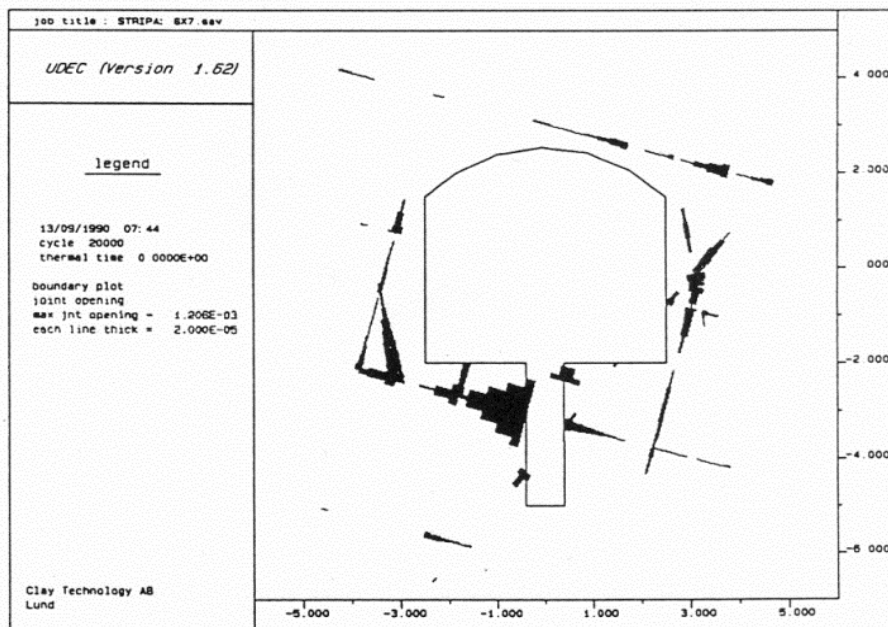 job title : STRIPA: 6X7.sav
UDEC (Version 1.62)
legend
13/09/1990 07:44
cycle 20000
thermal time 0.0000E+00
boundary plot
joint opening
max jnt opening = 1.206E-03
each line thick = 2.000E-05
Clay Technology AB
Lund
4.000
2.000
.000
-2.000
-4.000
-6.000
-5.000
-3.000
-1.000
1.000
3.000
5.000